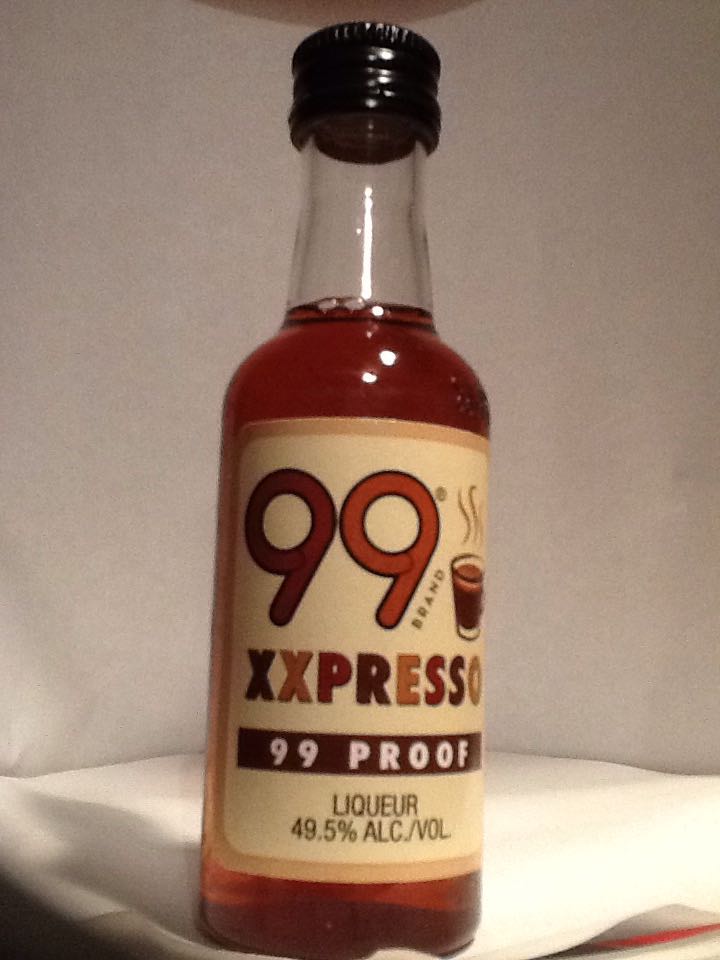 99®
BRAND
XXPRESSO
99 PROOF
LIQUEUR
49.5% ALC./VOL.